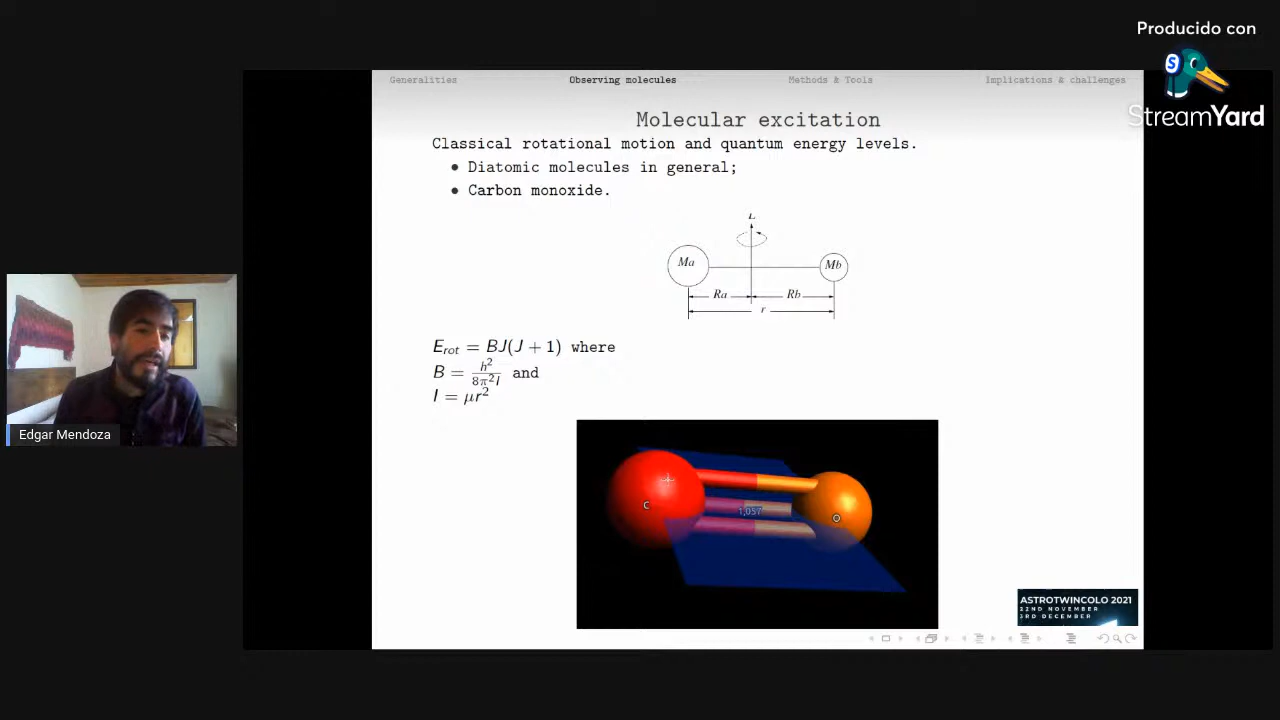 Producido con
StreamYard
Generalities Observing molecules Methods & Tools Implications & challenges
Molecular excitation
Classical rotational motion and quantum energy levels.
• Diatomic molecules in general;
• Carbon monoxide.
L
Ma Mb
Ra Rb
r
E_rot = BJ(J + 1) where
B = h²/8π²I and
I = μr²
C 1,057 O
Edgar Mendoza
ASTROTWINCOLO 2021
22ND NOVEMBER
3RD DECEMBER